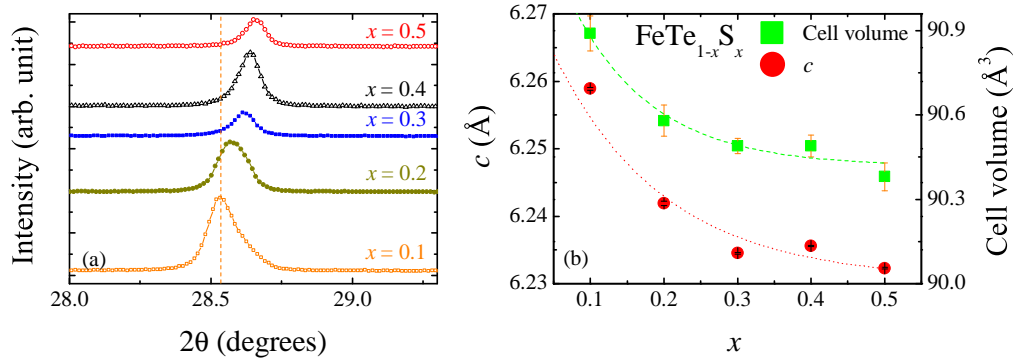 Intensity (arb. unit)
x = 0.5
x = 0.4
x = 0.3
x = 0.2
x = 0.1
(a)
28.0 28.5 29.0
2θ (degrees)
6.27
6.26
6.25
6.24
6.23
c (Å)
FeTe1-xSx
Cell volume
c
(b)
0.1 0.2 0.3 0.4 0.5
x
90.9
90.6
90.3
90.0
Cell volume (Å³)